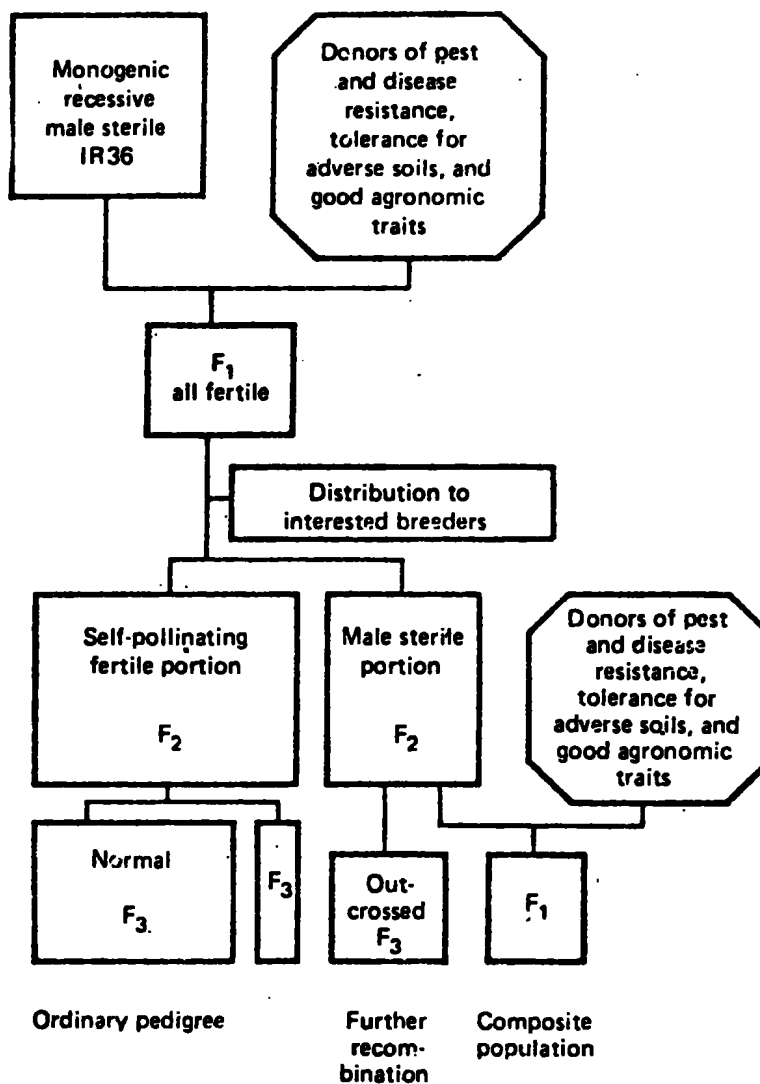 Monogenic
recessive
male sterile
IR36
Donors of pest
and disease
resistance,
tolerance for
adverse soils, and
good agronomic
traits
F1
all fertile
Distribution to
interested breeders
Self-pollinating
fertile portion
F2
Male sterile
portion
F2
Donors of pest
and disease
resistance,
tolerance for
adverse soils, and
good agronomic
traits
Normal
F3.
F3
Out-
crossed
F3
F1
Ordinary pedigree
Further
recom-
bination
Composite
population